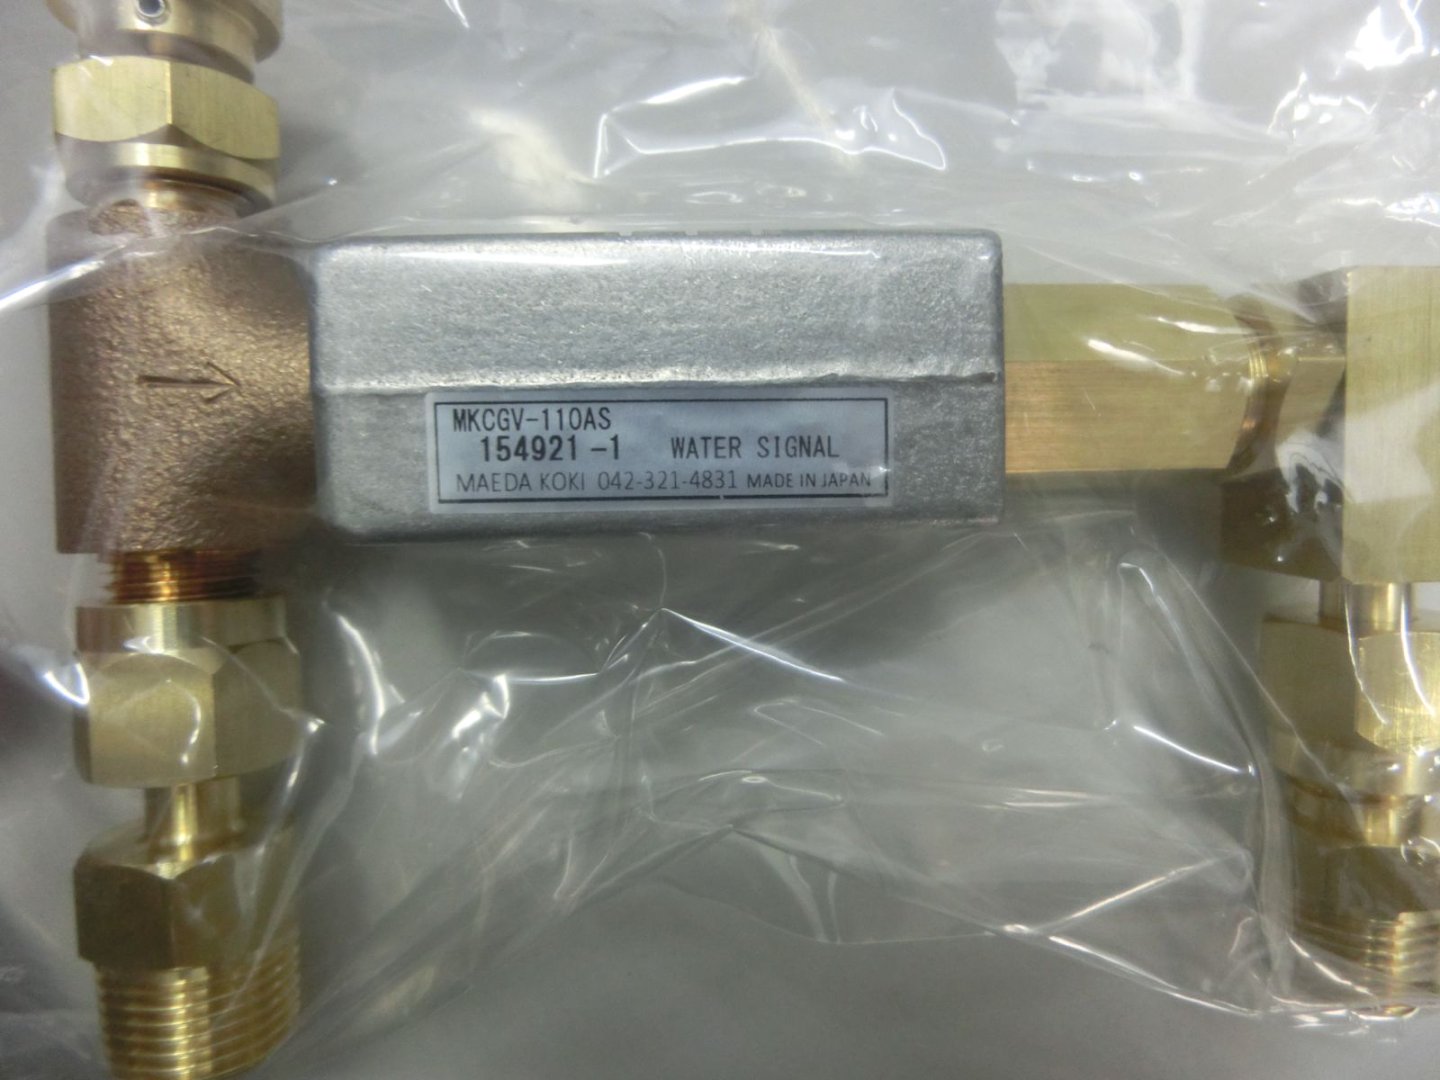 MKCGV-110AS
154921-1 WATER SIGNAL
MAEDA KOKI 042-321-4831 MADE IN JAPAN